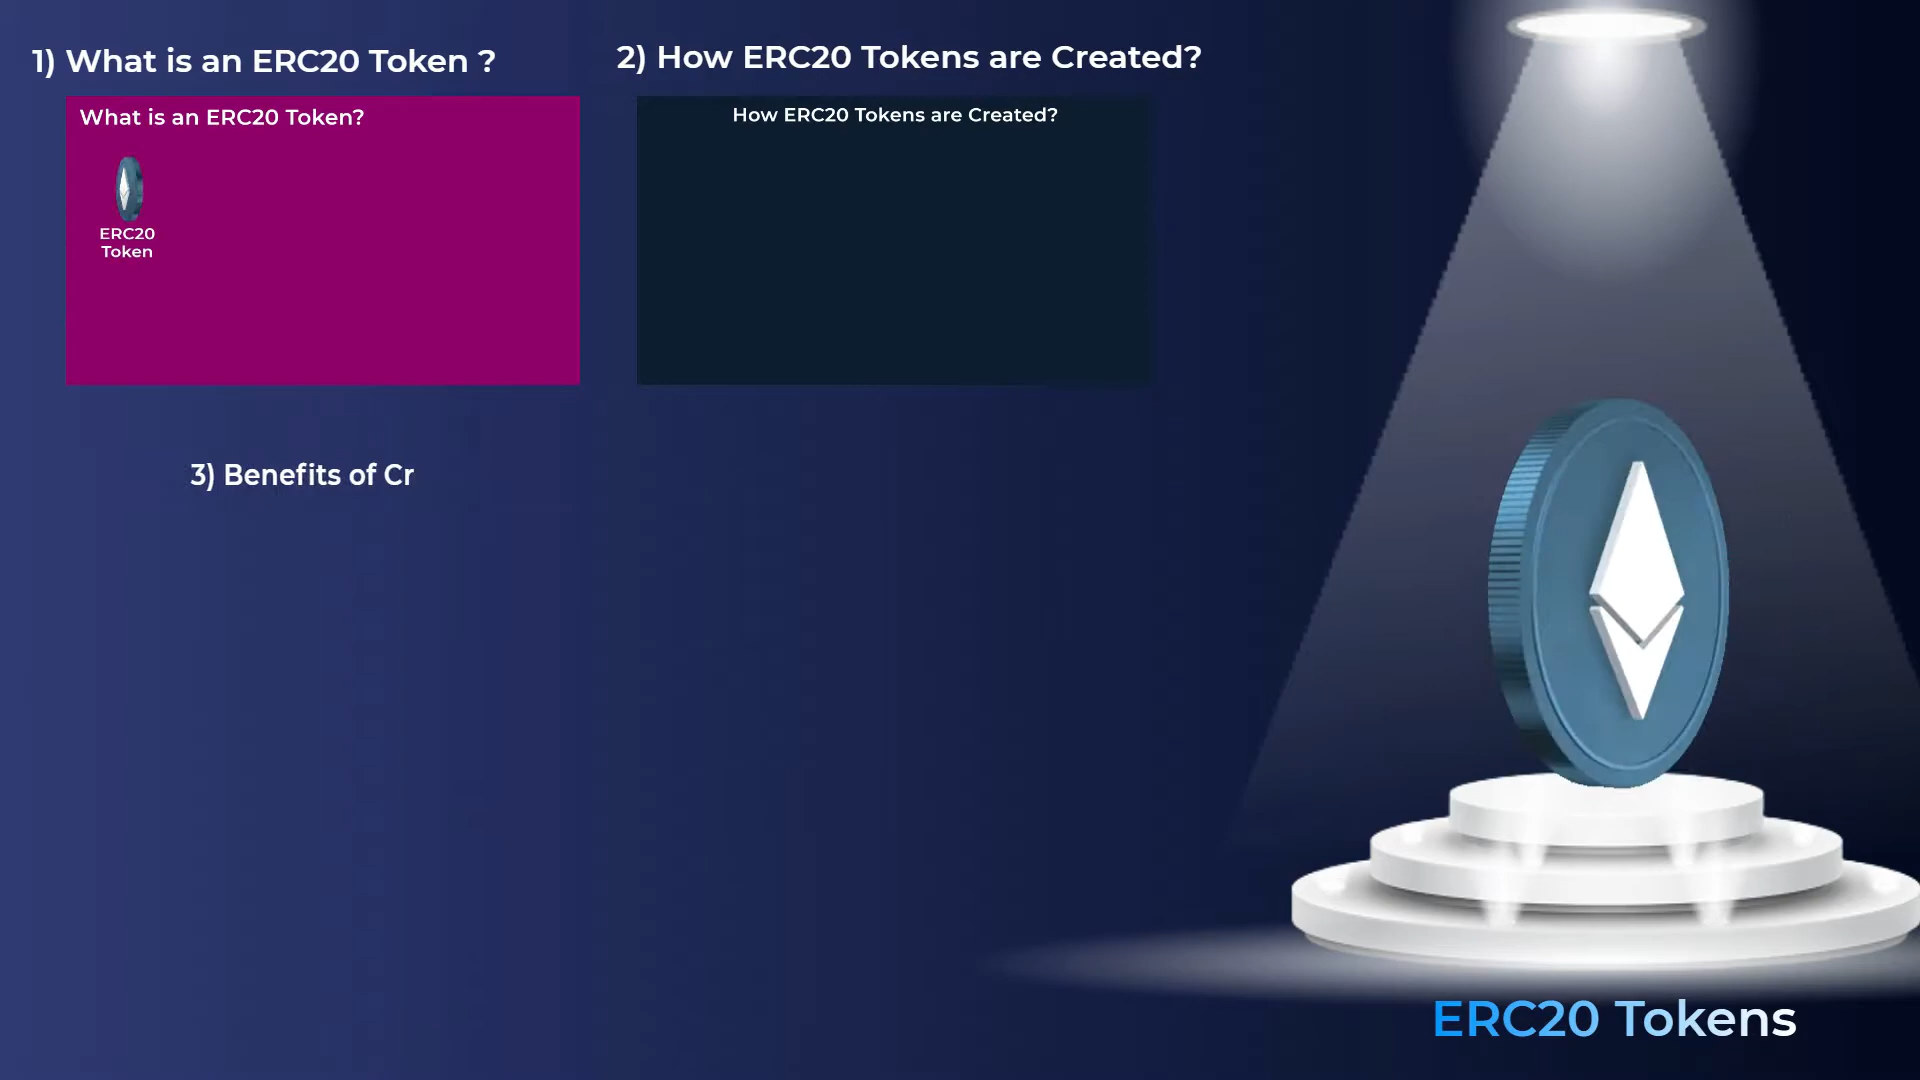 1) What is an ERC20 Token ?
2) How ERC20 Tokens are Created?
What is an ERC20 Token?
ERC20
Token
How ERC20 Tokens are Created?
3) Benefits of Cr
ERC20 Tokens